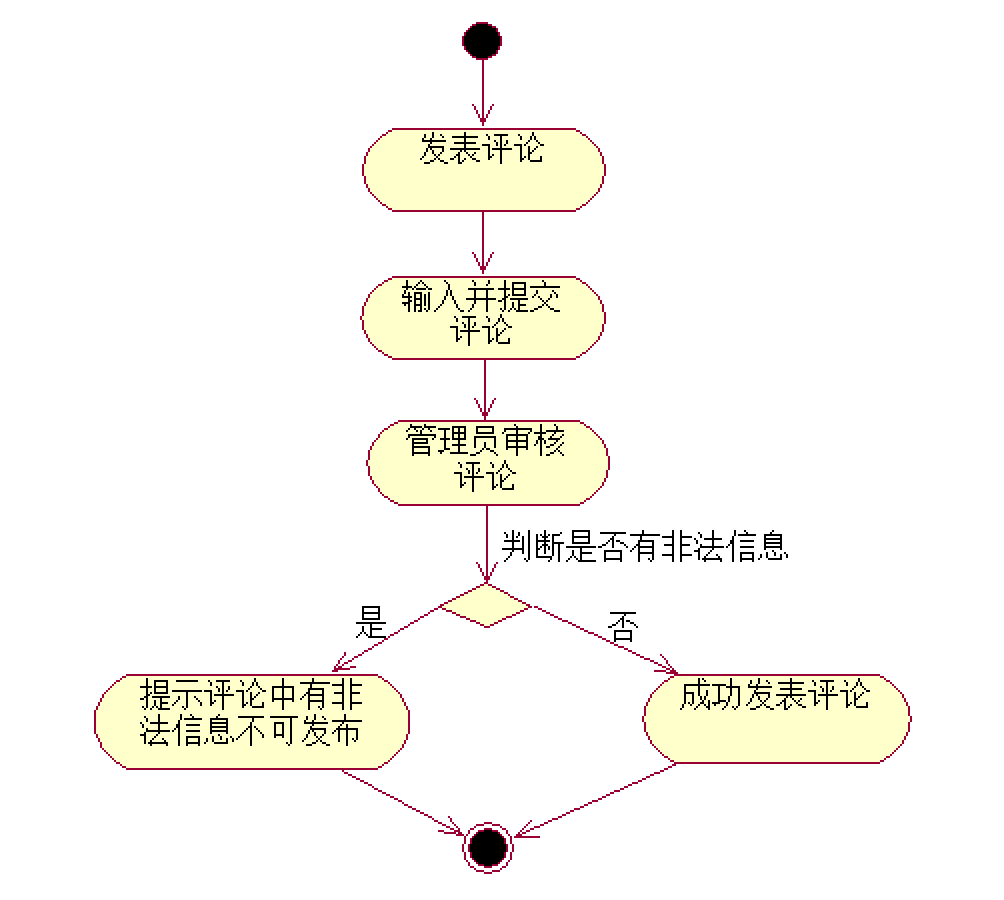 发表评论
输入并提交
评论
管理员审核
评论
判断是否有非法信息
是
否
提示评论中有非
法信息不可发布
成功发表评论